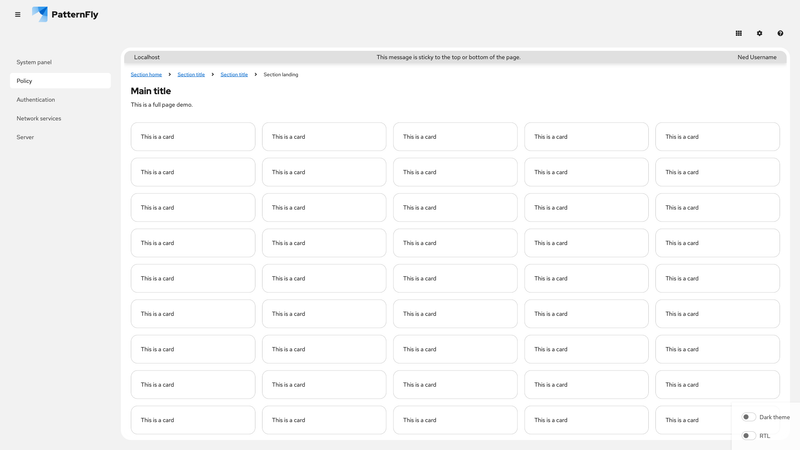 PatternFly
System panel
Policy
Authentication
Network services
Server
Localhost This message is sticky to the top or bottom of the page. Ned Username
Section home Section title Section title Section landing
Main title
This is a full page demo.
This is a card This is a card This is a card This is a card This is a card
This is a card This is a card This is a card This is a card This is a card
This is a card This is a card This is a card This is a card This is a card
This is a card This is a card This is a card This is a card This is a card
This is a card This is a card This is a card This is a card This is a card
This is a card This is a card This is a card This is a card This is a card
This is a card This is a card This is a card This is a card This is a card
This is a card This is a card This is a card This is a card This is a card
This is a card This is a card This is a card This is a card This is a card
Dark theme
RTL